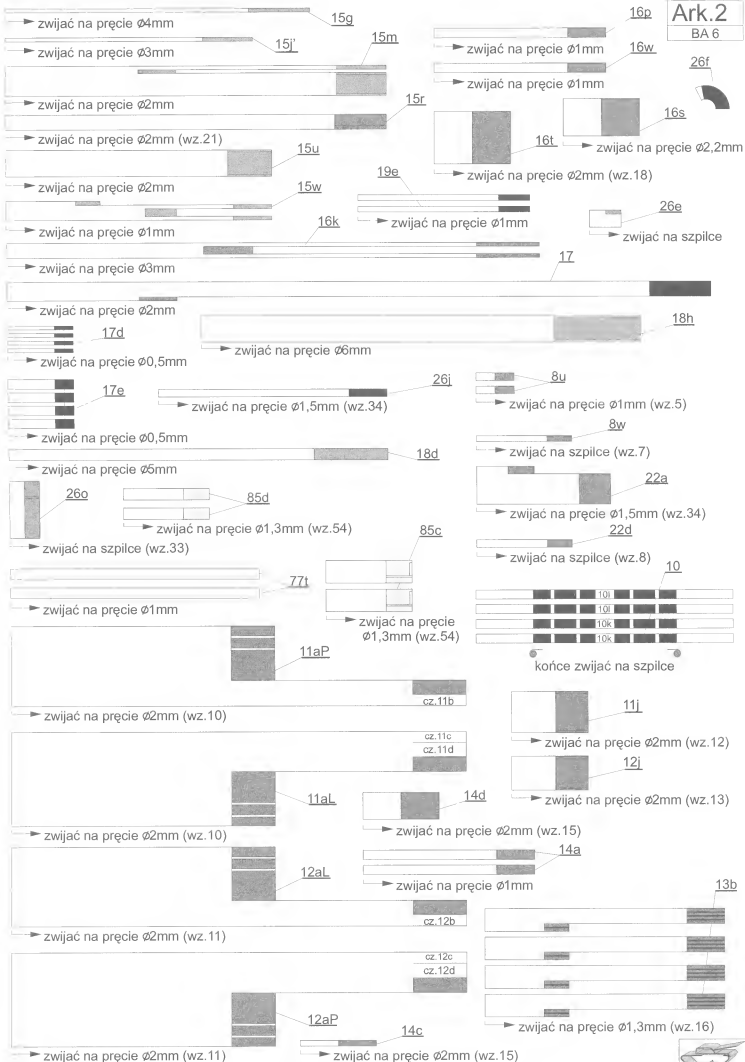 15g
zwijać na pręcie ø4mm
15j'
zwijać na pręcie ø3mm
15m
zwijać na pręcie ø2mm
15r
zwijać na pręcie ø2mm (wz.21)
15u
zwijać na pręcie ø2mm
15w
zwijać na pręcie ø1mm
16k
zwijać na pręcie ø3mm
16p
zwijać na pręcie ø1mm
16w
zwijać na pręcie ø1mm
Ark.2
BA 6
26f
16s
zwijać na pręcie ø2,2mm
16t
zwijać na pręcie ø2mm (wz.18)
19e
zwijać na pręcie ø1mm
26e
zwijać na szpilce
17
zwijać na pręcie ø2mm
17d
zwijać na pręcie ø0,5mm
18h
zwijać na pręcie ø6mm
17e
zwijać na pręcie ø0,5mm
26j
zwijać na pręcie ø1,5mm (wz.34)
8u
zwijać na pręcie ø1mm (wz.5)
8w
zwijać na szpilce (wz.7)
18d
zwijać na pręcie ø5mm
22a
zwijać na pręcie ø1,5mm (wz.34)
26o
zwijać na szpilce (wz.33)
85d
zwijać na pręcie ø1,3mm (wz.54)
22d
zwijać na szpilce (wz.8)
85c
zwijać na pręcie
ø1,3mm (wz.54)
77t
zwijać na pręcie ø1mm
10
10l
10l
10k
10k
końce zwijać na szpilce
11aP
cz.11b
zwijać na pręcie ø2mm (wz.10)
11j
zwijać na pręcie ø2mm (wz.12)
cz.11c
cz.11d
11aL
zwijać na pręcie ø2mm (wz.10)
12j
zwijać na pręcie ø2mm (wz.13)
14d
zwijać na pręcie ø2mm (wz.15)
12aL
cz.12b
zwijać na pręcie ø2mm (wz.11)
14a
zwijać na pręcie ø1mm
13b
zwijać na pręcie ø1,3mm (wz.16)
cz.12c
cz.12d
12aP
zwijać na pręcie ø2mm (wz.11)
14c
zwijać na pręcie ø2mm (wz.15)